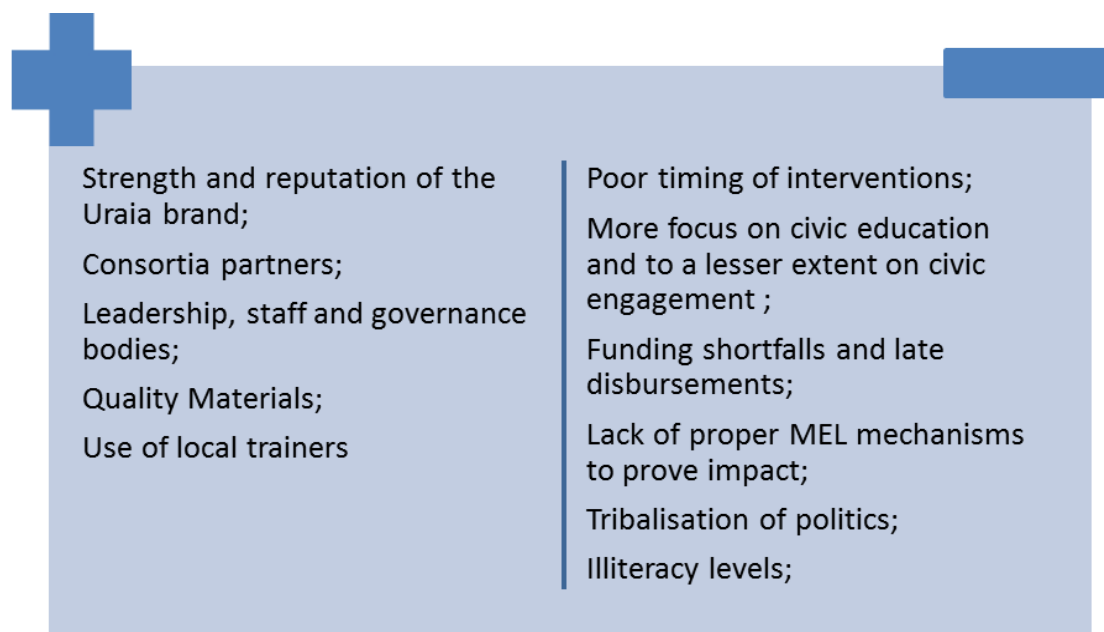 Strength and reputation of the
Uraia brand;
Consortia partners;
Leadership, staff and governance
bodies;
Quality Materials;
Use of local trainers
Poor timing of interventions;
More focus on civic education
and to a lesser extent on civic
engagement ;
Funding shortfalls and late
disbursements;
Lack of proper MEL mechanisms
to prove impact;
Tribalisation of politics;
Illiteracy levels;